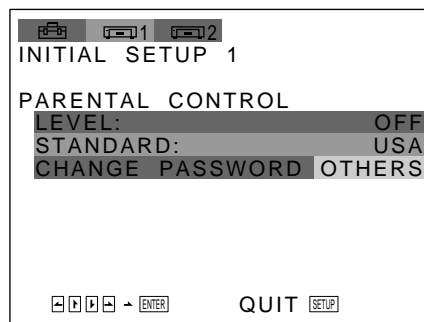 1 2
INITIAL SETUP 1
PARENTAL CONTROL
LEVEL: OFF
STANDARD: USA
CHANGE PASSWORD OTHERS
ENTER QUIT SETUP